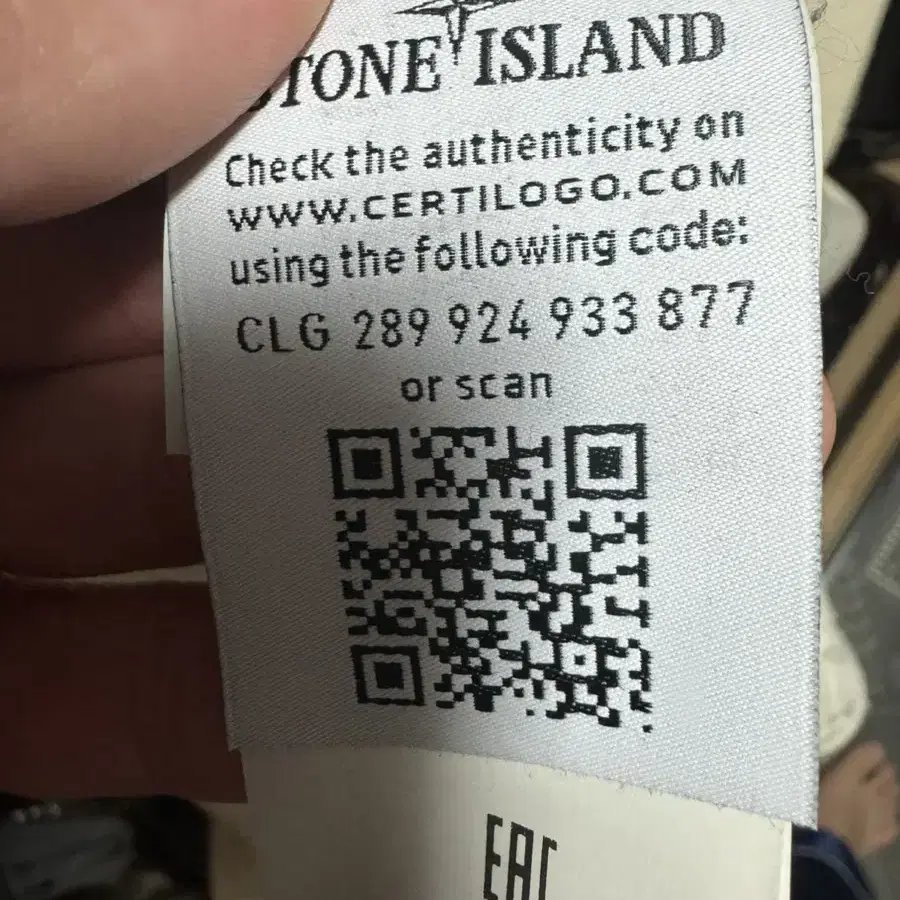 STONE ISLAND
Check the authenticity on
WWW.CERTILOGO.COM
using the following code:
CLG 289 924 933 877
or scan
EAC